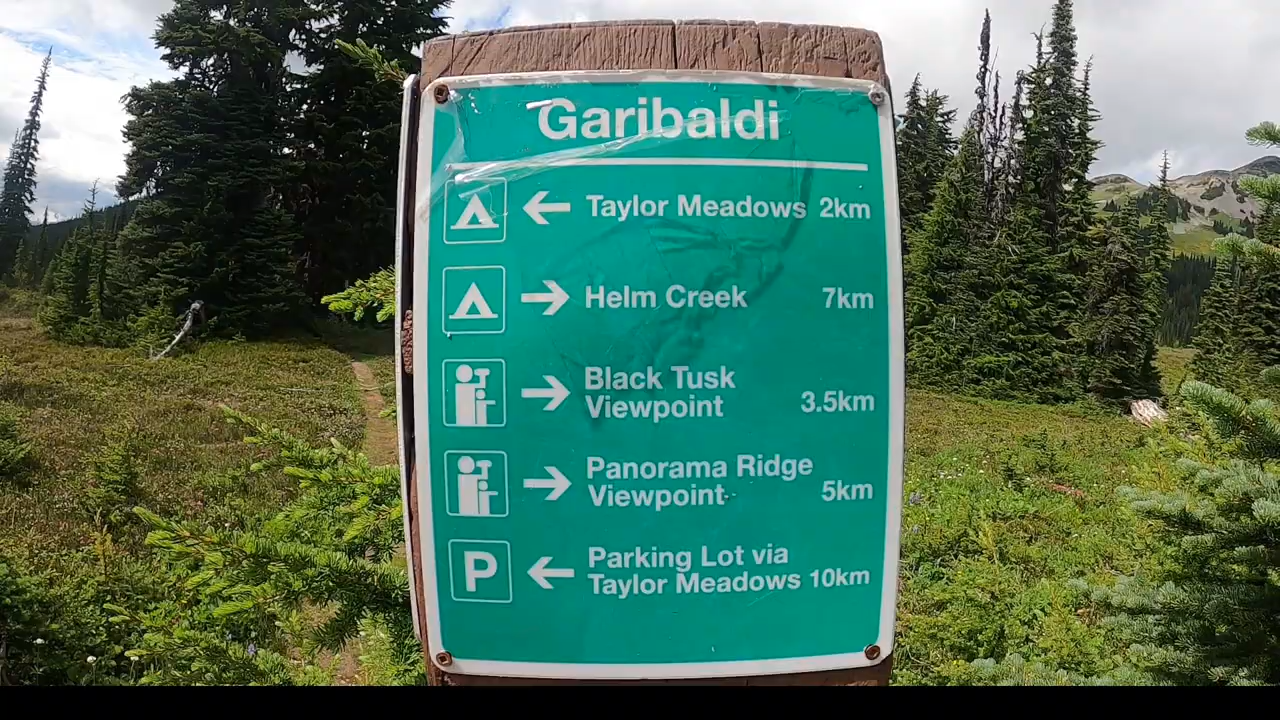 Garibaldi
Taylor Meadows 2km
Helm Creek 7km
Black Tusk
Viewpoint 3.5km
Panorama Ridge
Viewpoint 5km
P Parking Lot via
Taylor Meadows 10km